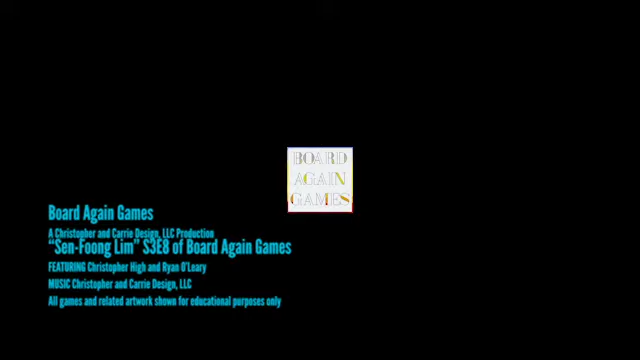 BOARD
AGAIN
GAMES
Board Again Games
A Christopher and Carrie Design, LLC Production
“Sen-Foong Lim” S3E8 of Board Again Games
FEATURING Christopher High and Ryan O'Leary
MUSIC Christopher and Carrie Design, LLC
All games and related artwork shown for educational purposes only